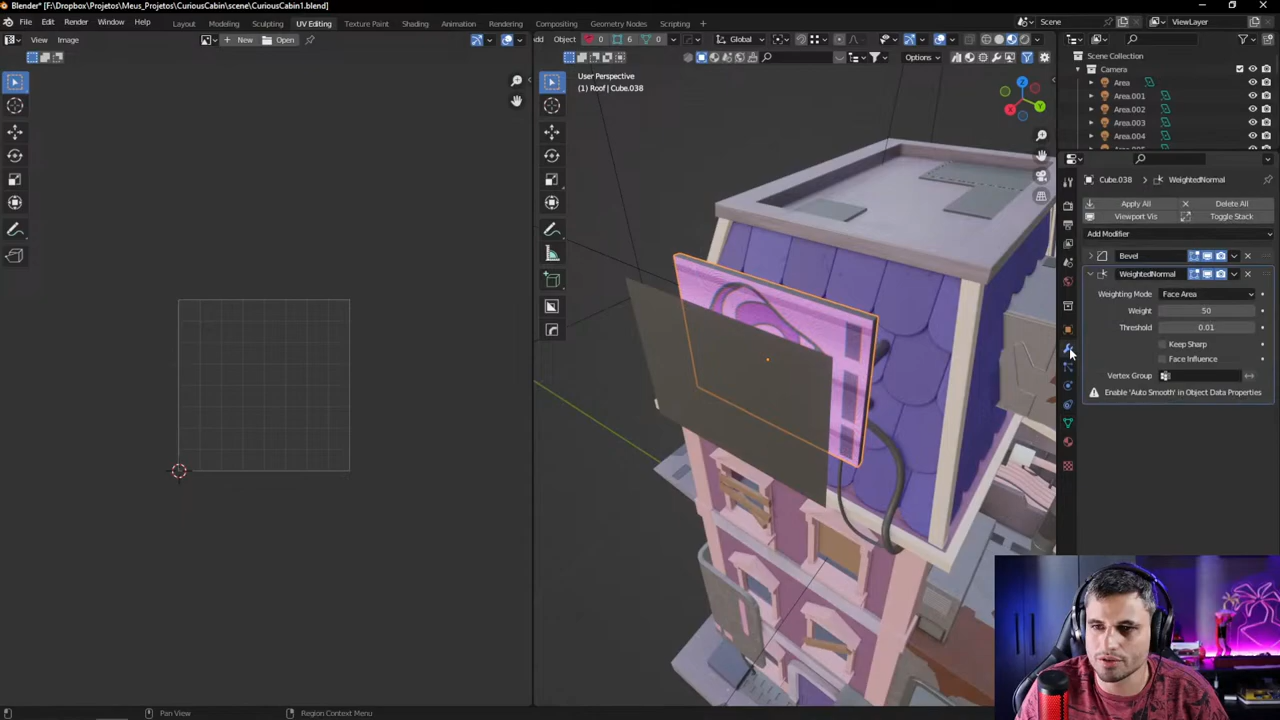 Blender* [F:\Dropbox\Projetos\Meus_Projetos\CuriousCabin\scene\CuriousCabin1.blend]
File Edit Render Window Help
Layout Modeling Sculpting UV Editing Texture Paint Shading Animation Rendering Compositing Geometry Nodes Scripting
Scene
ViewLayer
View Image
New
Open
dd Object 0 6 0
Global
Options
User Perspective
(1) Roof | Cube.038
Z
Y
X
Scene Collection
Camera
Area
Area.001
Area.002
Area.003
Area.004
Cube.038 WeightedNormal
Apply All Delete All
Viewport Vis Toggle Stack
Add Modifier
Bevel
WeightedNormal
Weighting Mode Face Area
Weight 50
Threshold 0.01
Keep Sharp
Face Influence
Vertex Group
Enable 'Auto Smooth' in Object Data Properties
Pan View
Region Context Menu